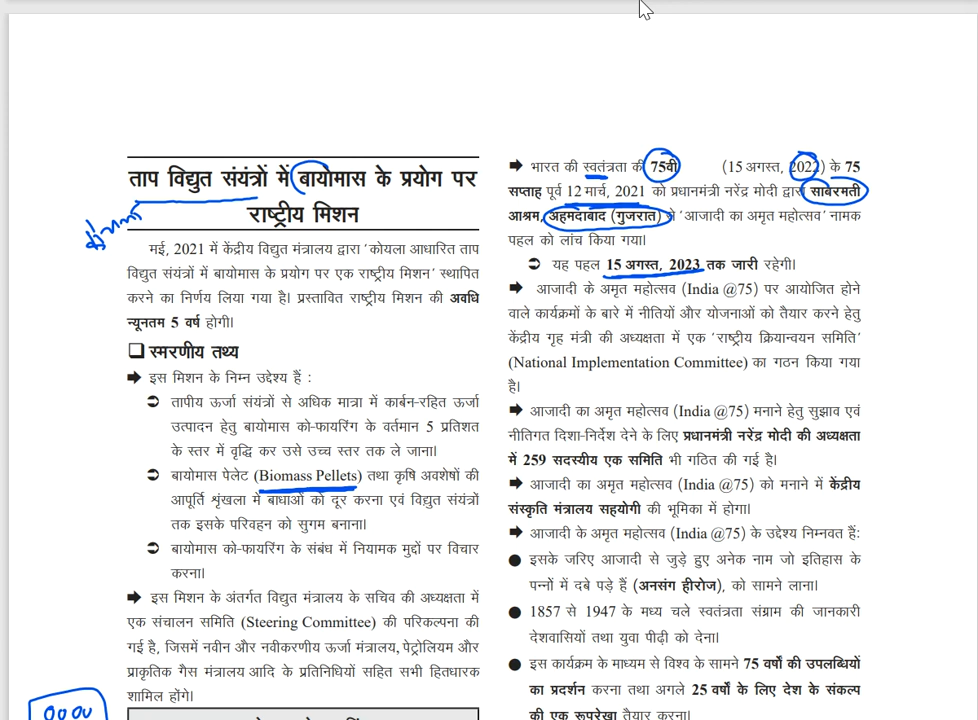 ताप विद्युत संयंत्रों में बायोमास के प्रयोग पर
राष्ट्रीय मिशन
मई, 2021 में केंद्रीय विद्युत मंत्रालय द्वारा 'कोयला आधारित ताप
विद्युत संयंत्रों में बायोमास के प्रयोग पर एक राष्ट्रीय मिशन' स्थापित
करने का निर्णय लिया गया है। प्रस्तावित राष्ट्रीय मिशन की अवधि
न्यूनतम 5 वर्ष होगी।
❑ स्मरणीय तथ्य
➡ इस मिशन के निम्न उद्देश्य हैं :
➲ तापीय ऊर्जा संयंत्रों से अधिक मात्रा में कार्बन-रहित ऊर्जा
उत्पादन हेतु बायोमास को-फायरिंग के वर्तमान 5 प्रतिशत
के स्तर में वृद्धि कर उसे उच्च स्तर तक ले जाना।
➲ बायोमास पेलेट (Biomass Pellets) तथा कृषि अवशेषों की
आपूर्ति शृंखला में बाधाओं को दूर करना एवं विद्युत संयंत्रों
तक इसके परिवहन को सुगम बनाना।
➲ बायोमास को-फायरिंग के संबंध में नियामक मुद्दों पर विचार
करना।
➡ इस मिशन के अंतर्गत विद्युत मंत्रालय के सचिव की अध्यक्षता में
एक संचालन समिति (Steering Committee) की परिकल्पना की
गई है, जिसमें नवीन और नवीकरणीय ऊर्जा मंत्रालय, पेट्रोलियम और
प्राकृतिक गैस मंत्रालय आदि के प्रतिनिधियों सहित सभी हितधारक
शामिल होंगे।
➡ भारत की स्वतंत्रता की 75वी (15 अगस्त, 2022) के 75
सप्ताह पूर्व 12 मार्च, 2021 को प्रधानमंत्री नरेंद्र मोदी द्वारा साबरमती
आश्रम, अहमदाबाद (गुजरात) से 'आजादी का अमृत महोत्सव' नामक
पहल को लांच किया गया।
➲ यह पहल 15 अगस्त, 2023 तक जारी रहेगी।
➡ आजादी के अमृत महोत्सव (India @75) पर आयोजित होने
वाले कार्यक्रमों के बारे में नीतियों और योजनाओं को तैयार करने हेतु
केंद्रीय गृह मंत्री की अध्यक्षता में एक 'राष्ट्रीय क्रियान्वयन समिति'
(National Implementation Committee) का गठन किया गया
है।
➡ आजादी का अमृत महोत्सव (India @75) मनाने हेतु सुझाव एवं
नीतिगत दिशा-निर्देश देने के लिए प्रधानमंत्री नरेंद्र मोदी की अध्यक्षता
में 259 सदस्यीय एक समिति भी गठित की गई है।
➡ आजादी का अमृत महोत्सव (India @75) को मनाने में केंद्रीय
संस्कृति मंत्रालय सहयोगी की भूमिका में होगा।
➡ आजादी के अमृत महोत्सव (India @75) के उद्देश्य निम्नवत हैं:
● इसके जरिए आजादी से जुड़े हुए अनेक नाम जो इतिहास के
पन्नों में दबे पड़े हैं (अनसंग हीरोज), को सामने लाना।
● 1857 से 1947 के मध्य चले स्वतंत्रता संग्राम की जानकारी
देशवासियों तथा युवा पीढ़ी को देना।
● इस कार्यक्रम के माध्यम से विश्व के सामने 75 वर्षों की उपलब्धियों
का प्रदर्शन करना तथा अगले 25 वर्षों के लिए देश के संकल्प
की एक रूपरेखा तैयार करना।